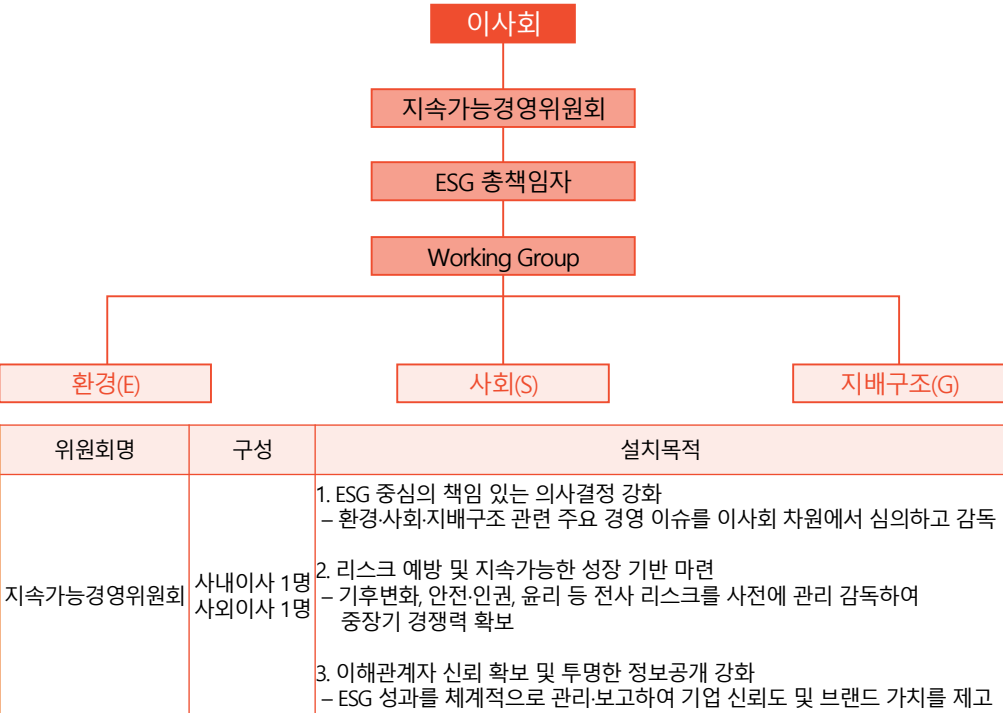 이사회
지속가능경영위원회
ESG 총책임자
Working Group
환경(E)
사회(S)
지배구조(G)
위원회명
구성
설치목적
지속가능경영위원회
사내이사 1명
사외이사 1명
1. ESG 중심의 책임 있는 의사결정 강화
– 환경·사회·지배구조 관련 주요 경영 이슈를 이사회 차원에서 심의하고 감독
2. 리스크 예방 및 지속가능한 성장 기반 마련
– 기후변화, 안전·인권, 윤리 등 전사 리스크를 사전에 관리 감독하여
중장기 경쟁력 확보
3. 이해관계자 신뢰 확보 및 투명한 정보공개 강화
– ESG 성과를 체계적으로 관리·보고하여 기업 신뢰도 및 브랜드 가치를 제고